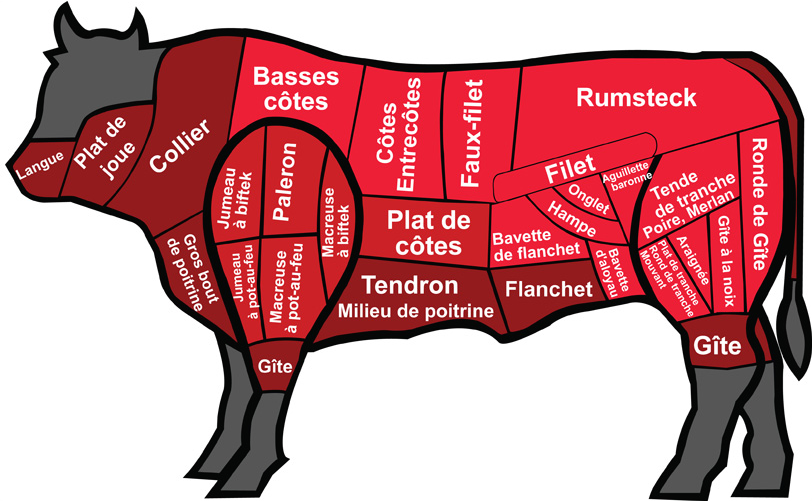 Langue
Plat de
joue
Collier
Basses
côtes
Côtes
Entrecôtes
Faux-filet
Rumsteck
Filet
Aguillette
baronne
Onglet
Hampe
Bavette
de flanchet
Bavette
d'aloyau
Tende
de tranche
Poire, Merlan
Ronde de Gîte
Gîte à la noix
Araignée
Plat de tranche
Rond de tranche
Mouvant
Jumeau
à biftek
Paleron
Macreuse
à biftek
Jumeau
à pot-au-feu
Macreuse
à pot-au-feu
Gros bout
de poitrine
Plat de
côtes
Tendron
Milieu de poitrine
Flanchet
Gîte
Gîte